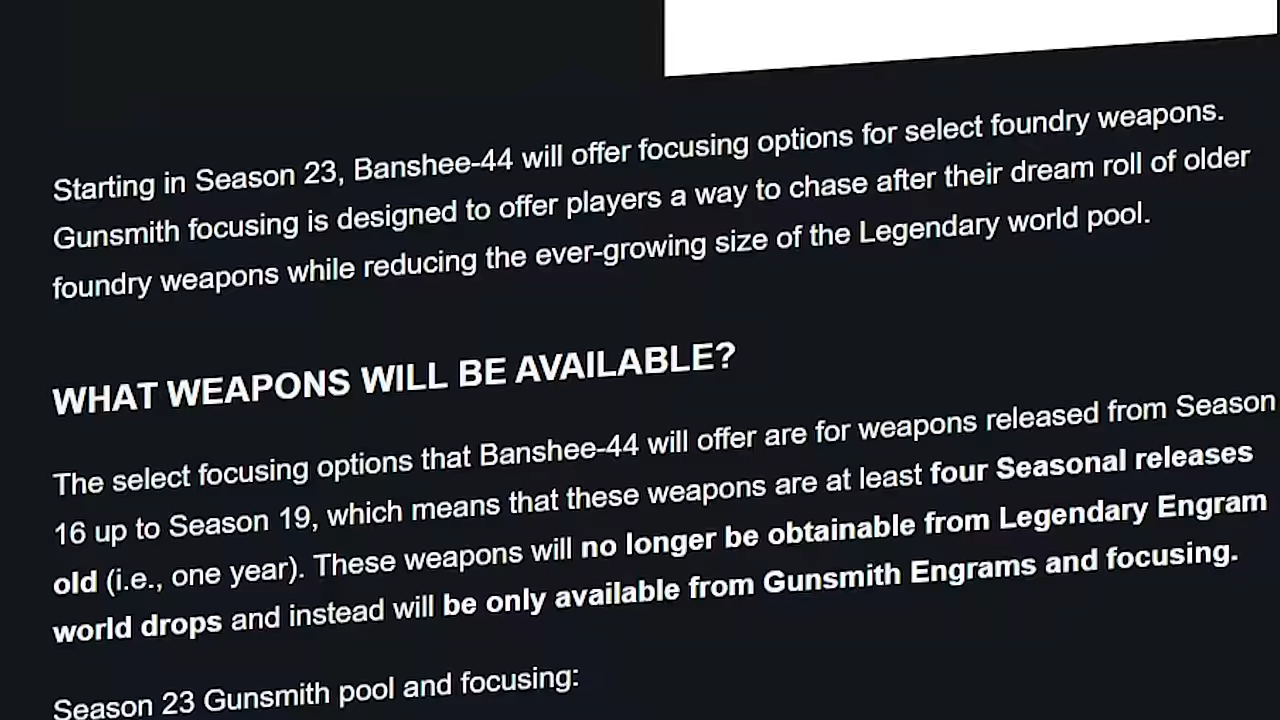 Starting in Season 23, Banshee-44 will offer focusing options for select foundry weapons.
Gunsmith focusing is designed to offer players a way to chase after their dream roll of older
foundry weapons while reducing the ever-growing size of the Legendary world pool.
WHAT WEAPONS WILL BE AVAILABLE?
The select focusing options that Banshee-44 will offer are for weapons released from Season
16 up to Season 19, which means that these weapons are at least four Seasonal releases
old (i.e., one year). These weapons will no longer be obtainable from Legendary Engram
world drops and instead will be only available from Gunsmith Engrams and focusing.
Season 23 Gunsmith pool and focusing: